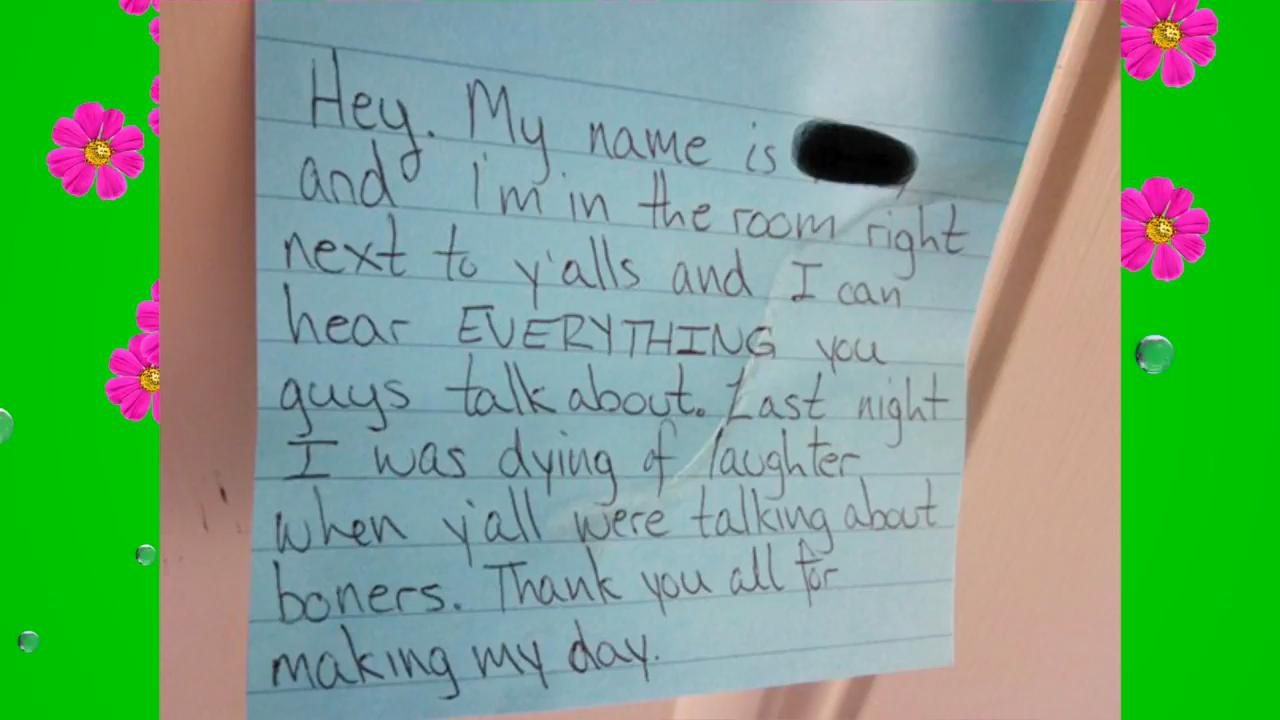 Hey. My name is
and I'm in the room right
next to y'alls and I can
hear EVERYTHING you
guys talk about. Last night
I was dying of laughter
when y'all were talking about
boners. Thank you all for
making my day.